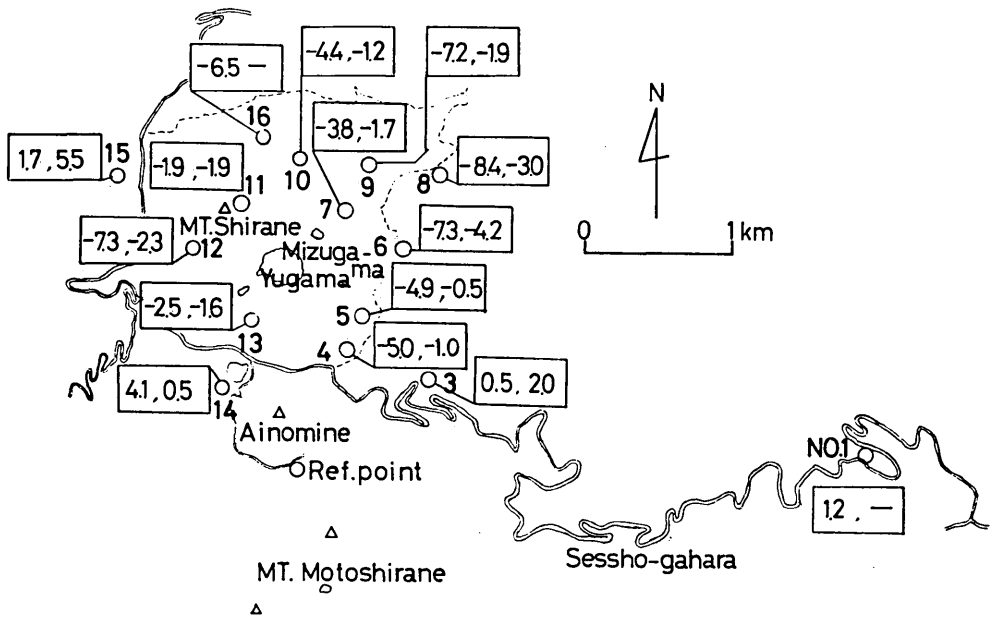 -4.4, -1.2
-7.2, -1.9
-6.5 —
N
16
-3.8, -1.7
1.7, 5.5
15
-1.9, -1.9
10
9
8
-8.4, -3.0
11
7
MT. Shirane
0
1 km
-7.3, -2.3
12
Mizuga-
ma
6
-7.3, -4.2
Yugama
-4.9, -0.5
-2.5, -1.6
5
13
4
-5.0, -1.0
4.1, 0.5
14
3
0.5, 2.0
Ainomine
NO.1
Ref. point
1.2, —
Sessho-gahara
MT. Motoshirane